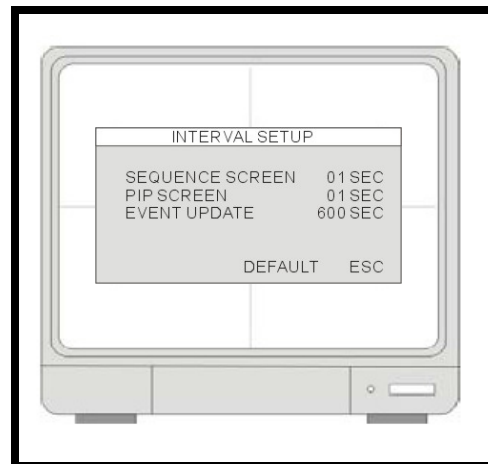 INTERVAL SETUP
SEQUENCE SCREEN 01 SEC
PIP SCREEN 01 SEC
EVENT UPDATE 600 SEC
DEFAULT ESC